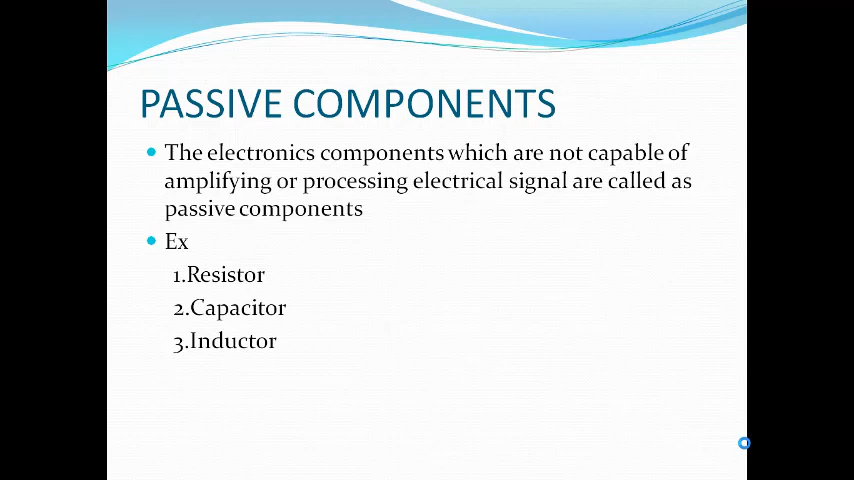 PASSIVE COMPONENTS
The electronics components which are not capable of
amplifying or processing electrical signal are called as
passive components
Ex
1.Resistor
2.Capacitor
3.Inductor